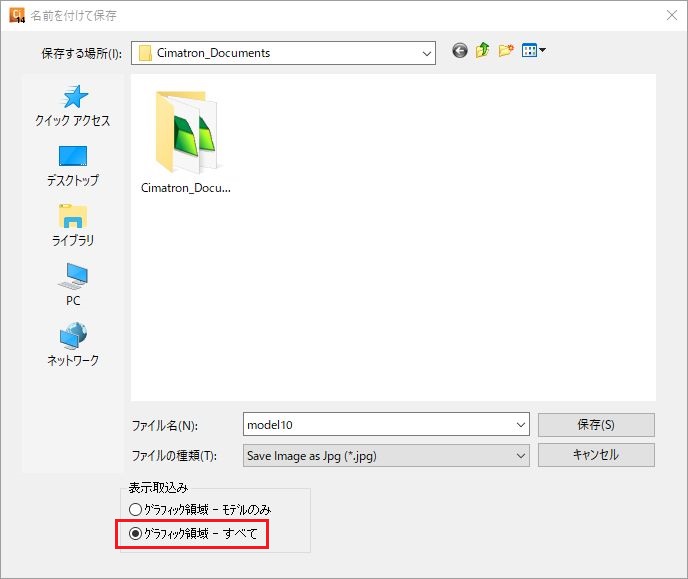 名前を付けて保存
保存する場所(I):
Cimatron_Documents
クイック アクセス
デスクトップ
ライブラリ
PC
ネットワーク
Cimatron_Docu...
ファイル名(N):
model10
保存(S)
ファイルの種類(T):
Save Image as Jpg (*.jpg)
キャンセル
表示取込み
グラフィック領域 - モデルのみ
グラフィック領域 - すべて